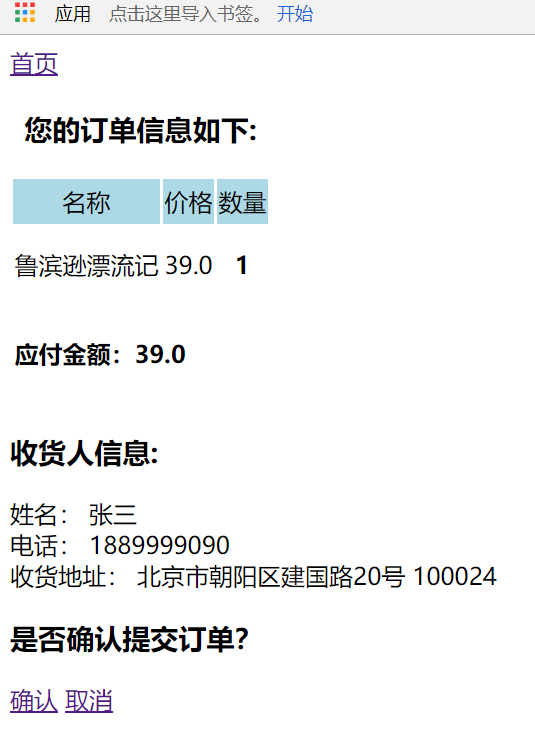 应用 点击这里导入书签。 开始
首页
您的订单信息如下:
名称 价格 数量
鲁滨逊漂流记 39.0 1
应付金额：39.0
收货人信息:
姓名： 张三
电话： 1889999090
收货地址： 北京市朝阳区建国路20号 100024
是否确认提交订单?
确认 取消